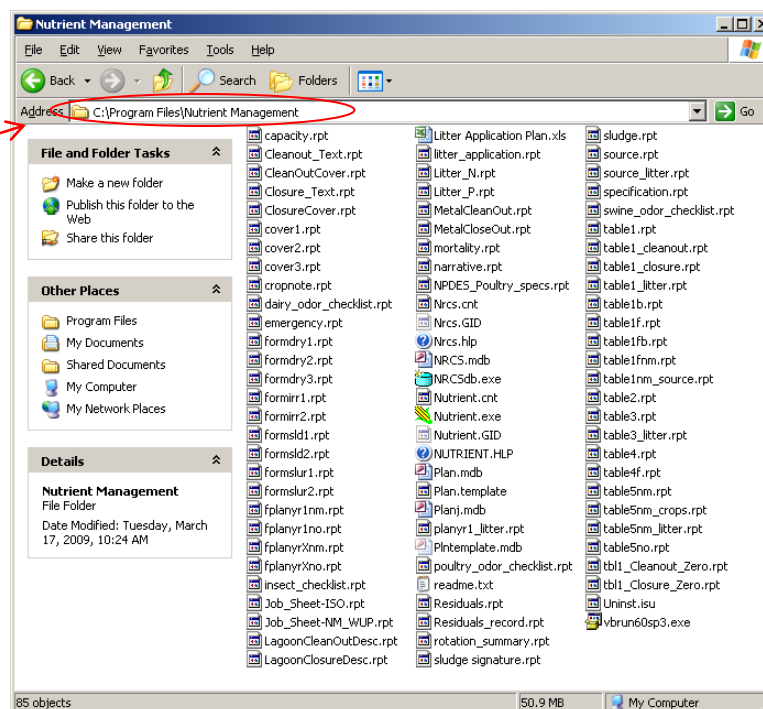 Nutrient Management
File Edit View Favorites Tools Help
Back Search Folders
Address C:\Program Files\Nutrient Management Go
File and Folder Tasks
Make a new folder
Publish this folder to the
Web
Share this folder
Other Places
Program Files
My Documents
Shared Documents
My Computer
My Network Places
Details
Nutrient Management
File Folder
Date Modified: Tuesday, March
17, 2009, 10:24 AM
capacity.rpt
Cleanout_Text.rpt
CleanOutCover.rpt
Closure_Text.rpt
ClosureCover.rpt
cover1.rpt
cover2.rpt
cover3.rpt
cropnote.rpt
dairy_odor_checklist.rpt
emergency.rpt
formdry1.rpt
formdry2.rpt
formdry3.rpt
formirr1.rpt
formirr2.rpt
formsld1.rpt
formsld2.rpt
formslur1.rpt
formslur2.rpt
fplanyr1nm.rpt
fplanyr1no.rpt
fplanyrXnm.rpt
fplanyrXno.rpt
insect_checklist.rpt
Job_Sheet-ISO.rpt
Job_Sheet-NM_WUP.rpt
LagoonCleanOutDesc.rpt
LagoonClosureDesc.rpt
Litter Application Plan.xls
litter_application.rpt
Litter_N.rpt
Litter_P.rpt
MetalCleanOut.rpt
MetalCloseOut.rpt
mortality.rpt
narrative.rpt
NPDES_Poultry_specs.rpt
Nrcs.cnt
Nrcs.GID
Nrcs.hlp
NRCS.mdb
NRCSdb.exe
Nutrient.cnt
Nutrient.exe
Nutrient.GID
NUTRIENT.HLP
Plan.mdb
Plan.template
Planj.mdb
planyr1_litter.rpt
Plntemplate.mdb
poultry_odor_checklist.rpt
readme.txt
Residuals.rpt
Residuals_record.rpt
rotation_summary.rpt
sludge signature.rpt
sludge.rpt
source.rpt
source_litter.rpt
specification.rpt
swine_odor_checklist.rpt
table1.rpt
table1_cleanout.rpt
table1_closure.rpt
table1_litter.rpt
table1b.rpt
table1f.rpt
table1fb.rpt
table1fnm.rpt
table1nm_source.rpt
table2.rpt
table3.rpt
table3_litter.rpt
table4.rpt
table4f.rpt
table5nm.rpt
table5nm_crops.rpt
table5nm_litter.rpt
table5no.rpt
tbl1_Cleanout_Zero.rpt
tbl1_Closure_Zero.rpt
Uninst.isu
vbrun60sp3.exe
85 objects 50.9 MB My Computer